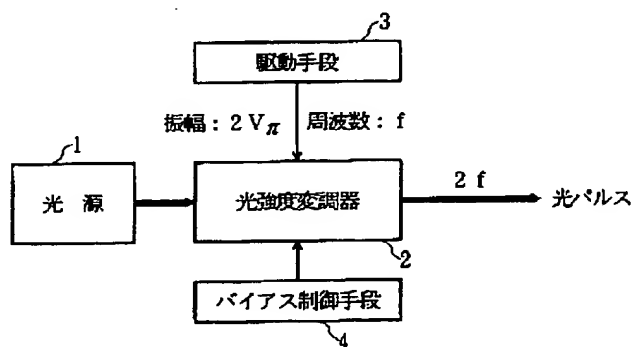 3
駆動手段
振幅：2Vπ 周波数：f
1
光 源
光強度変調器
2f
光パルス
2
バイアス制御手段
4